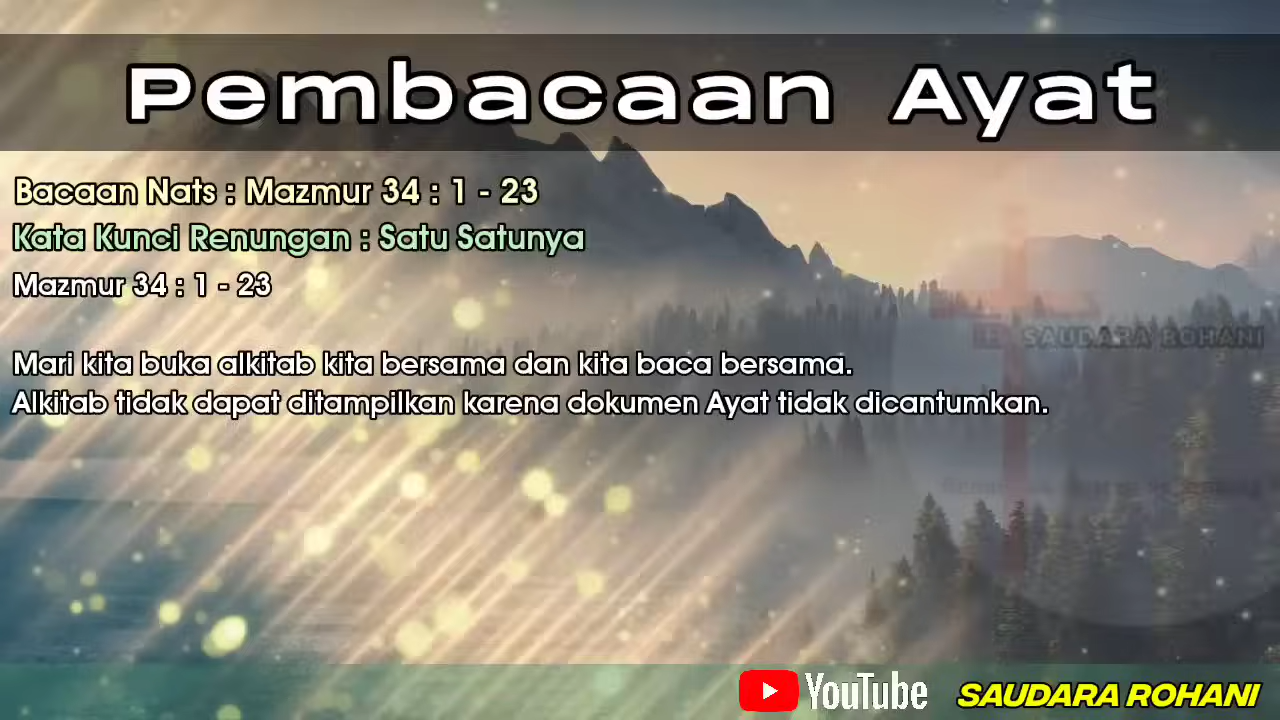 Pembacaan Ayat
Bacaan Nats : Mazmur 34 : 1 - 23
Kata Kunci Renungan : Satu Satunya
Mazmur 34 : 1 - 23
SAUDARA ROHANI
Mari kita buka alkitab kita bersama dan kita baca bersama.
Alkitab tidak dapat ditampilkan karena dokumen Ayat tidak dicantumkan.
YouTube SAUDARA ROHANI